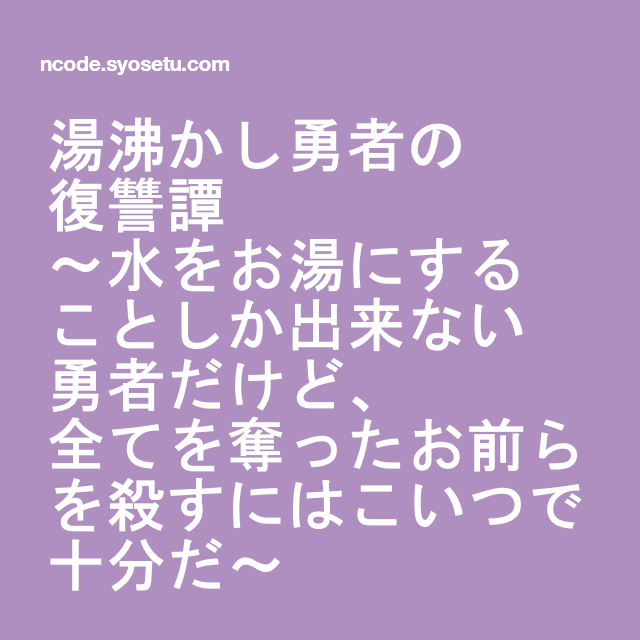 ncode.syosetu.com
湯沸かし勇者の
復讐譚
～水をお湯にする
ことしか出来ない
勇者だけど、
全てを奪ったお前ら
を殺すにはこいつで
十分だ～